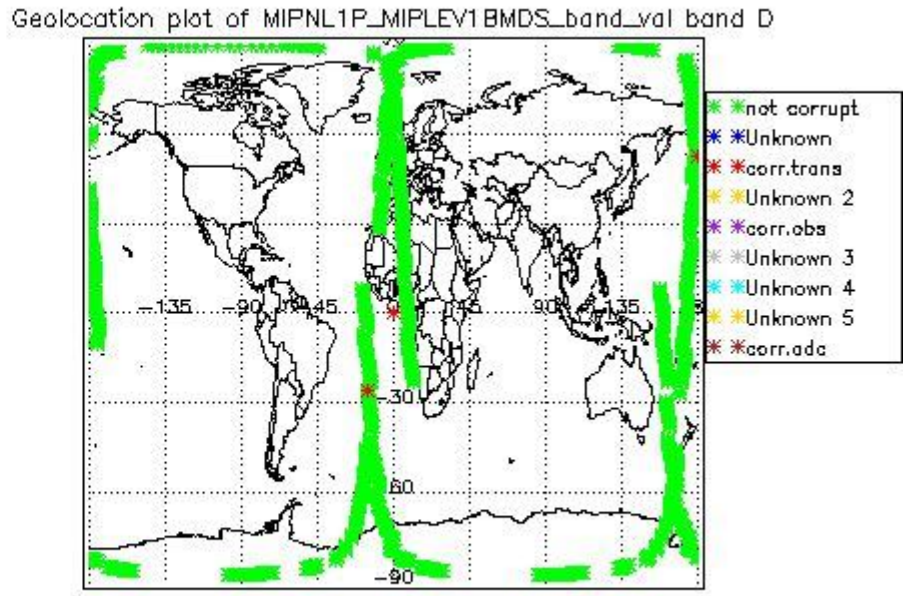 Geolocation plot of MIPNL1P_MIPLEV1BMDS_band_val band D
not corrupt
Unknown
corr.trans
Unknown 2
corr.obs
Unknown 3
Unknown 4
Unknown 5
corr.adc
-135 -90 -45 45 90 135
-30
-60
-90